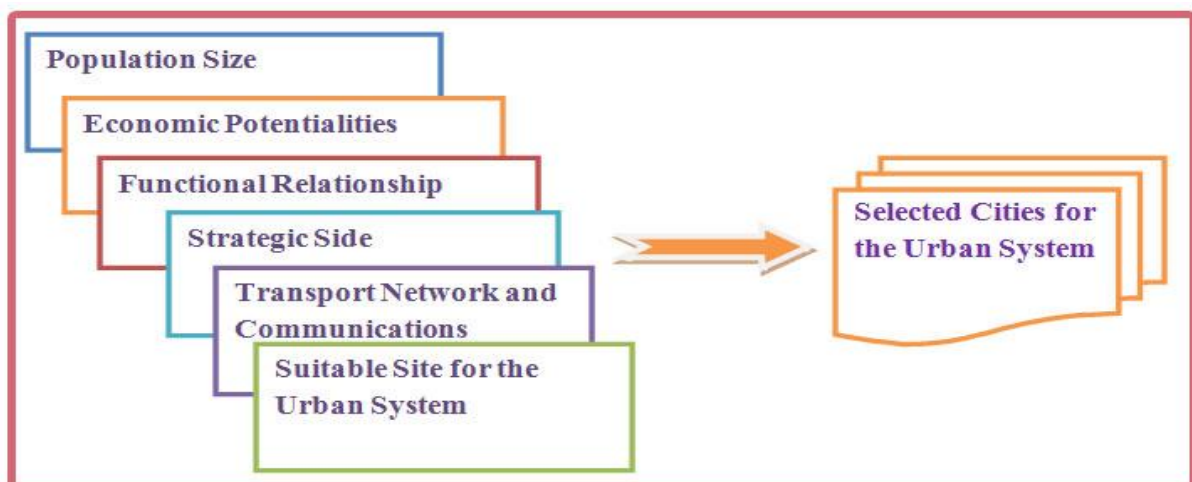 Population Size
Economic Potentialities
Functional Relationship
Strategic Side
Transport Network and
Communications
Suitable Site for the
Urban System
Selected Cities for
the Urban System